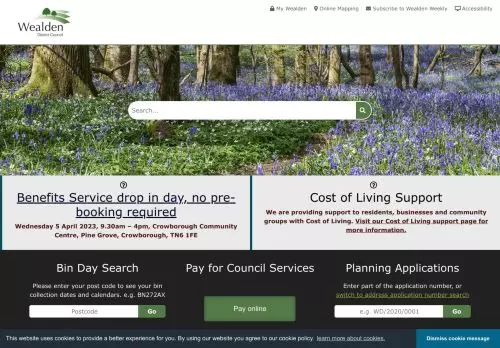 My Wealden
Online Mapping
Subscribe to Wealden Weekly
Accessibility
Wealden
District Council
Search...
Benefits Service drop in day, no pre-
booking required
Wednesday 5 April 2023, 9.30am – 4pm, Crowborough Community
Centre, Pine Grove, Crowborough, TN6 1FE
Cost of Living Support
We are providing support to residents, businesses and community
groups with Cost of Living. Visit our Cost of Living support page for
more information.
Bin Day Search
Please enter your post code to see your bin
collection dates and calendars. e.g. BN272AX
Postcode
Go
Pay for Council Services
Pay online
Planning Applications
Enter part of the application number, or
switch to address application number search
e.g. WD/2020/0001
Go
This website uses cookies to provide a better experience for you. By using our website you agree to our cookie policy. learn more about cookies.
Dismiss cookie message